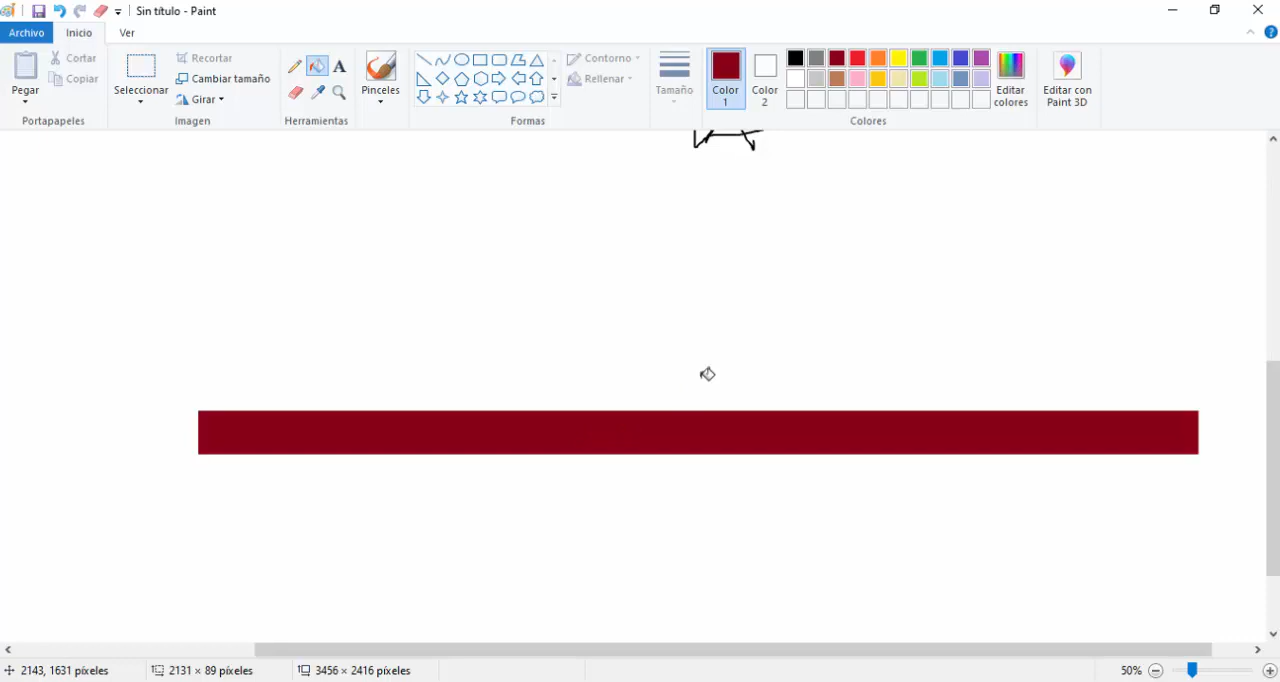 Sin título - Paint
Archivo Inicio Ver
Pegar
Cortar
Copiar
Portapapeles
Seleccionar
Recortar
Cambiar tamaño
Girar
Imagen
A
Herramientas
Pinceles
Formas
Contorno
Rellenar
Tamaño
Color 1
Color 2
Editar colores
Colores
Editar con Paint 3D
2143, 1631 píxeles 2131 × 89 píxeles 3456 × 2416 píxeles 50%